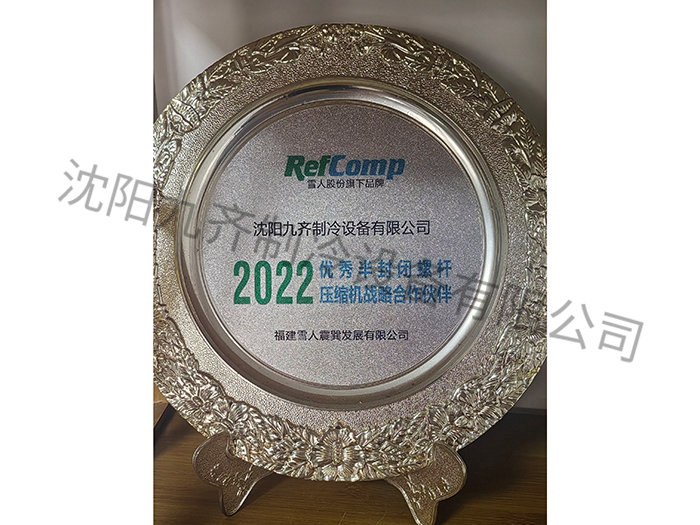 RefComp
雪人股份旗下品牌
沈阳九齐制冷设备有限公司
2022 优秀半封闭螺杆
压缩机战略合作伙伴
福建雪人震巽发展有限公司
沈阳九齐制冷设备有限公司